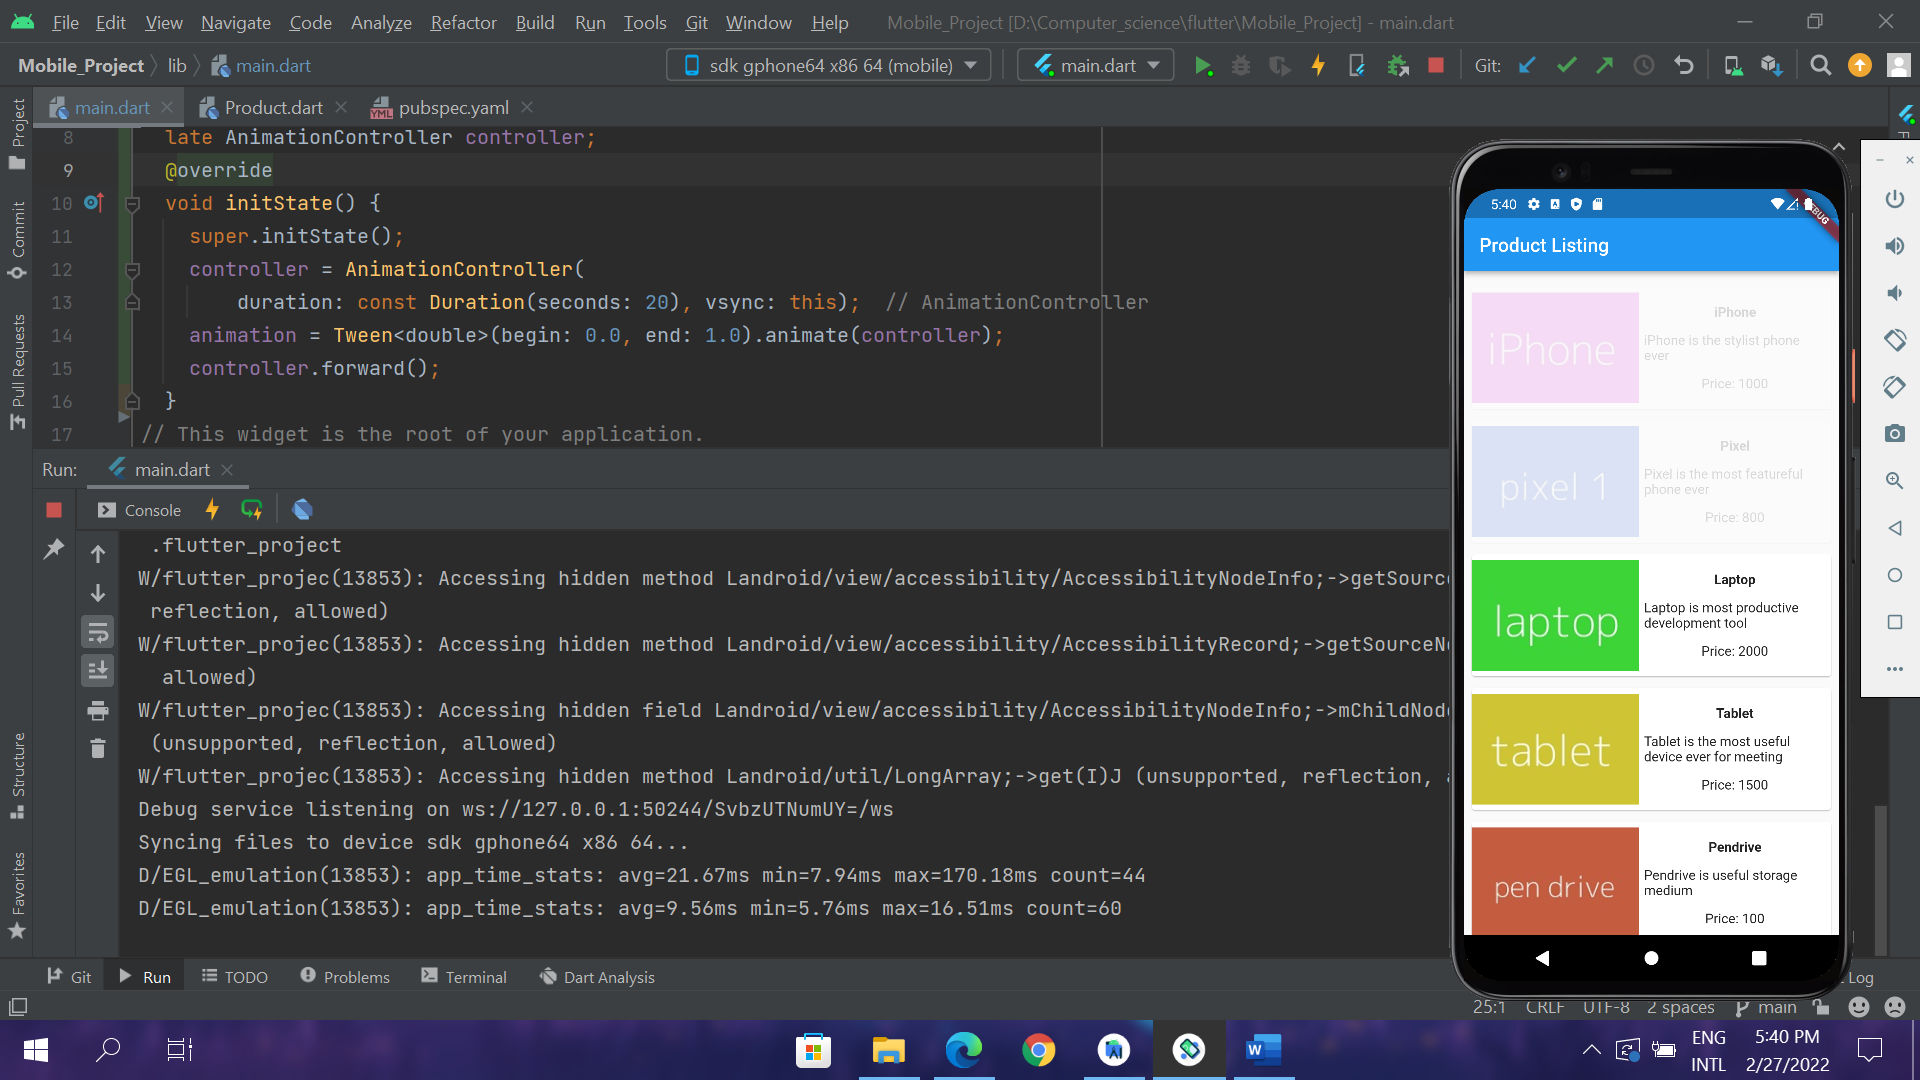 File Edit View Navigate Code Analyze Refactor Build Run Tools Git Window Help Mobile_Project [D:\Computer_science\flutter\Mobile_Project] - main.dart
Mobile_Project lib main.dart sdk gphone64 x86 64 (mobile) main.dart Git:
main.dart Product.dart pubspec.yaml
Project
Commit
Pull Requests
Structure
Favorites
8 late AnimationController controller;
9 @override
10 void initState() {
11 super.initState();
12 controller = AnimationController(
13 duration: const Duration(seconds: 20), vsync: this); // AnimationController
14 animation = Tween<double>(begin: 0.0, end: 1.0).animate(controller);
15 controller.forward();
16 }
17 // This widget is the root of your application.
Run: main.dart
Console
.flutter_project
W/flutter_projec(13853): Accessing hidden method Landroid/view/accessibility/AccessibilityNodeInfo;->getSource
reflection, allowed)
W/flutter_projec(13853): Accessing hidden method Landroid/view/accessibility/AccessibilityRecord;->getSourceNo
allowed)
W/flutter_projec(13853): Accessing hidden field Landroid/view/accessibility/AccessibilityNodeInfo;->mChildNode
(unsupported, reflection, allowed)
W/flutter_projec(13853): Accessing hidden method Landroid/util/LongArray;->get(I)J (unsupported, reflection,
Debug service listening on ws://127.0.0.1:50244/SvbzUTNumUY=/ws
Syncing files to device sdk gphone64 x86 64...
D/EGL_emulation(13853): app_time_stats: avg=21.67ms min=7.94ms max=170.18ms count=44
D/EGL_emulation(13853): app_time_stats: avg=9.56ms min=5.76ms max=16.51ms count=60
5:40
Product Listing
iPhone
iPhone
iPhone is the stylist phone
ever
Price: 1000
pixel 1
Pixel
Pixel is the most featureful
phone ever
Price: 800
laptop
Laptop
Laptop is most productive
development tool
Price: 2000
tablet
Tablet
Tablet is the most useful
device ever for meeting
Price: 1500
pen drive
Pendrive
Pendrive is useful storage
medium
Price: 100
Git Run TODO Problems Terminal Dart Analysis Log
25:1 CRLF UTF-8 2 spaces main
ENG
INTL
5:40 PM
2/27/2022